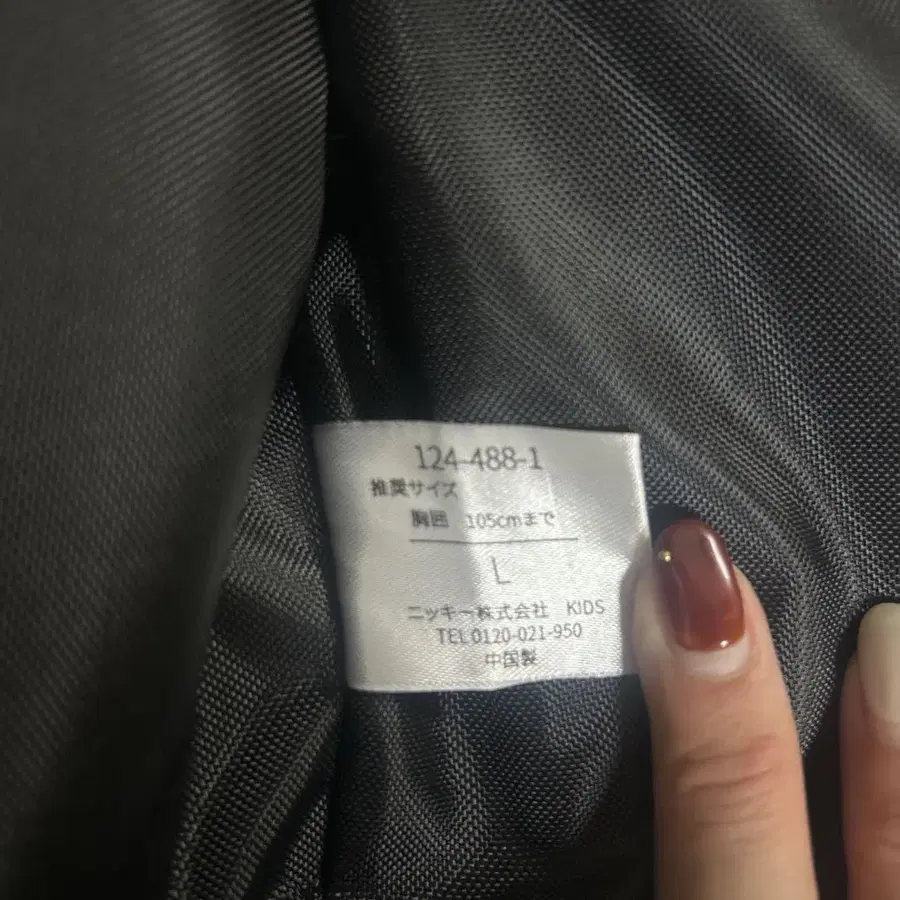 124-488-1
推奨サイズ
胸囲 105cmまで
L
ニッキー株式会社 KIDS
TEL 0120-021-950
中国製